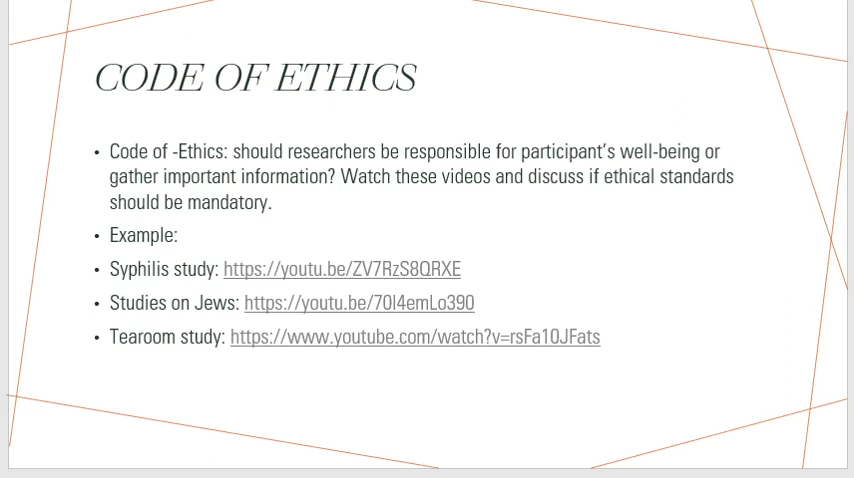 CODE OF ETHICS
• Code of -Ethics: should researchers be responsible for participant's well-being or
gather important information? Watch these videos and discuss if ethical standards
should be mandatory.
• Example:
• Syphilis study: https://youtu.be/ZV7RzS8QRXE
• Studies on Jews: https://youtu.be/70I4emLo390
• Tearoom study: https://www.youtube.com/watch?v=rsFa10JFats